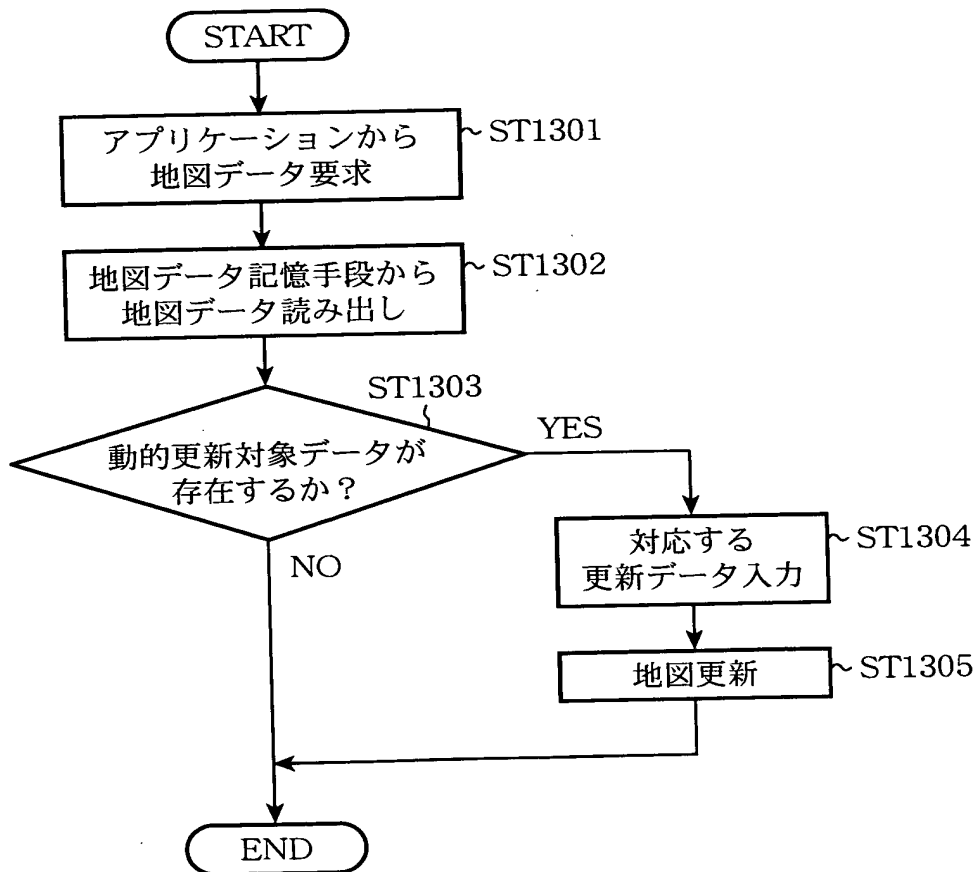 START
アプリケーションから
地図データ要求
~ ST1301
地図データ記憶手段から
地図データ読み出し
~ ST1302
ST1303
動的更新対象データが
存在するか？
YES
NO
対応する
更新データ入力
~ ST1304
地図更新
~ ST1305
END